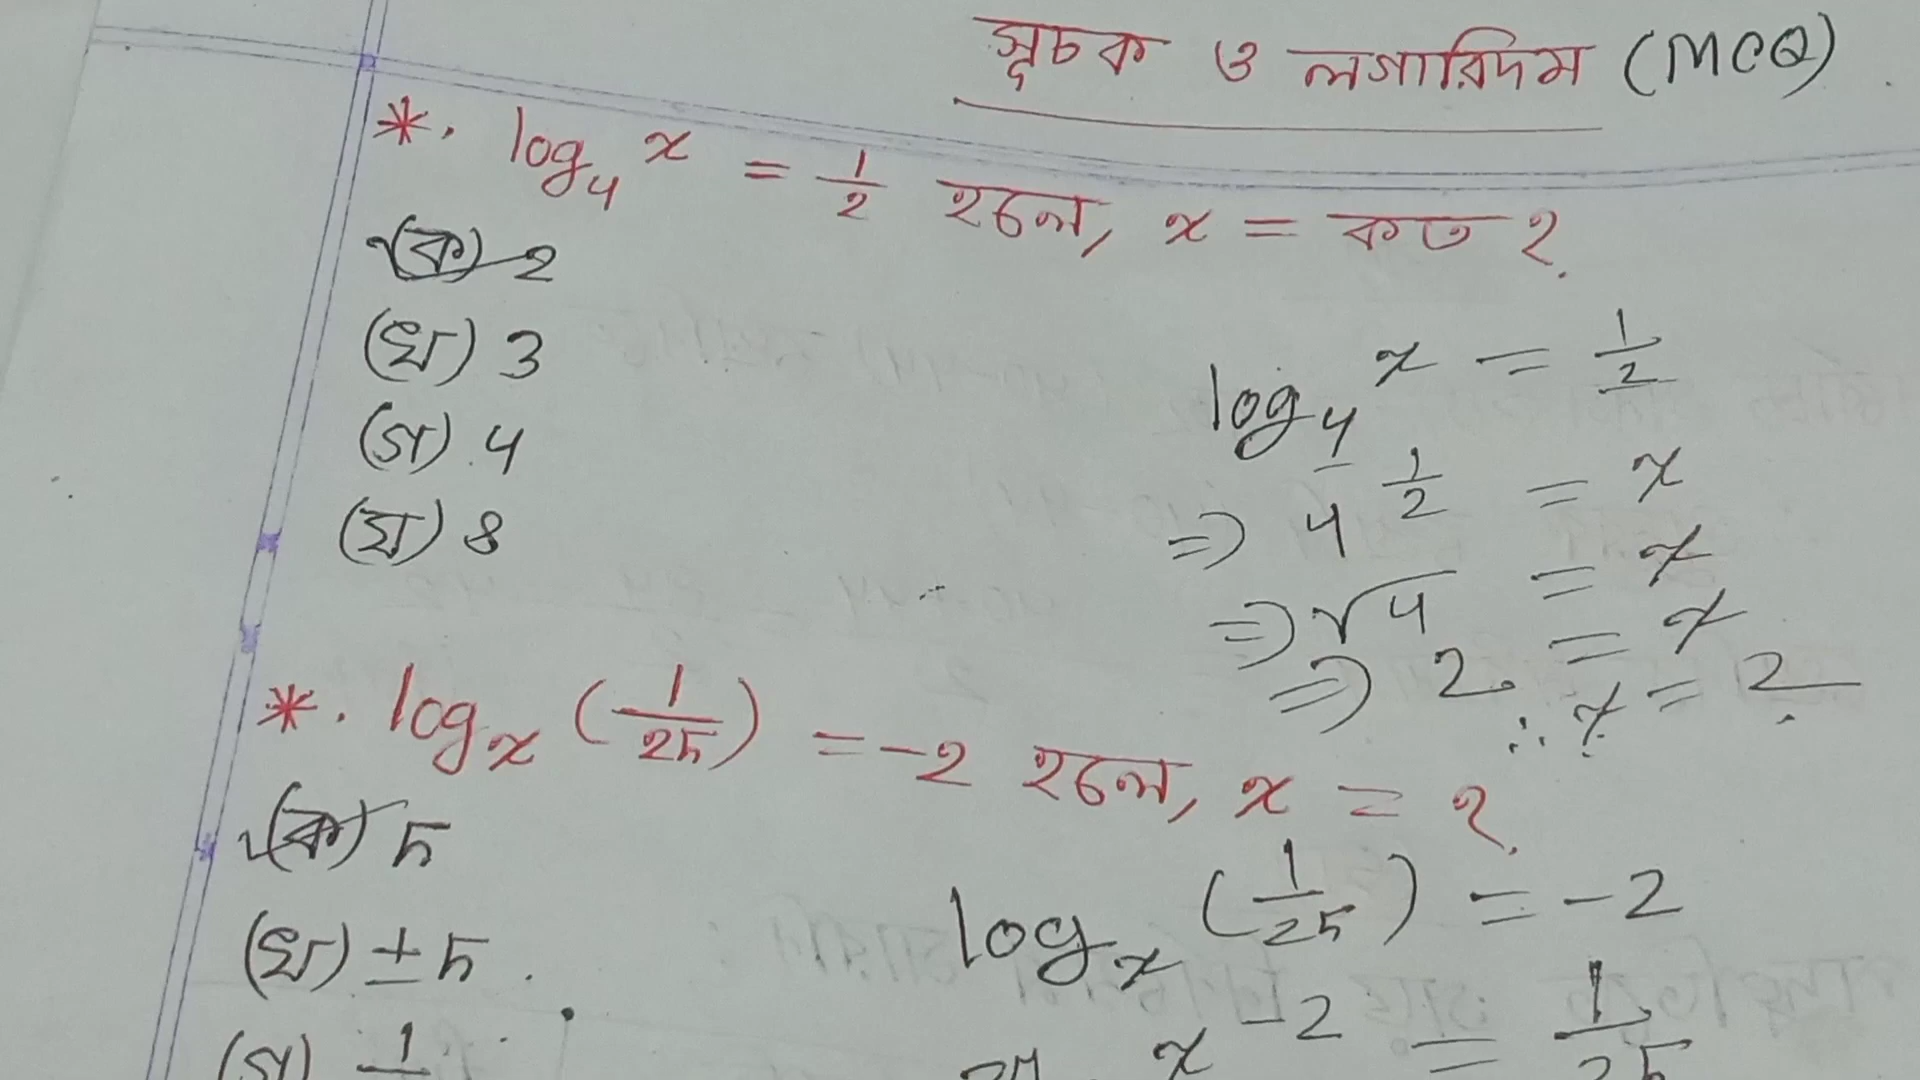 সূচক ও লগারিদম (MCQ)
*. log₄ x = 1/2 হলে, x = কত?
(ক) 2
(খ) 3
(গ) 4
(ঘ) 8
log₄ x = 1/2
=> 4^(1/2) = x
=> √4 = x
=> 2 = x
∴ x = 2
*. logₓ (1/25) = -2 হলে, x = ?
(ক) 5
(খ) ±5
(গ) 1
logₓ (1/25) = -2
x^-2 = 1/25